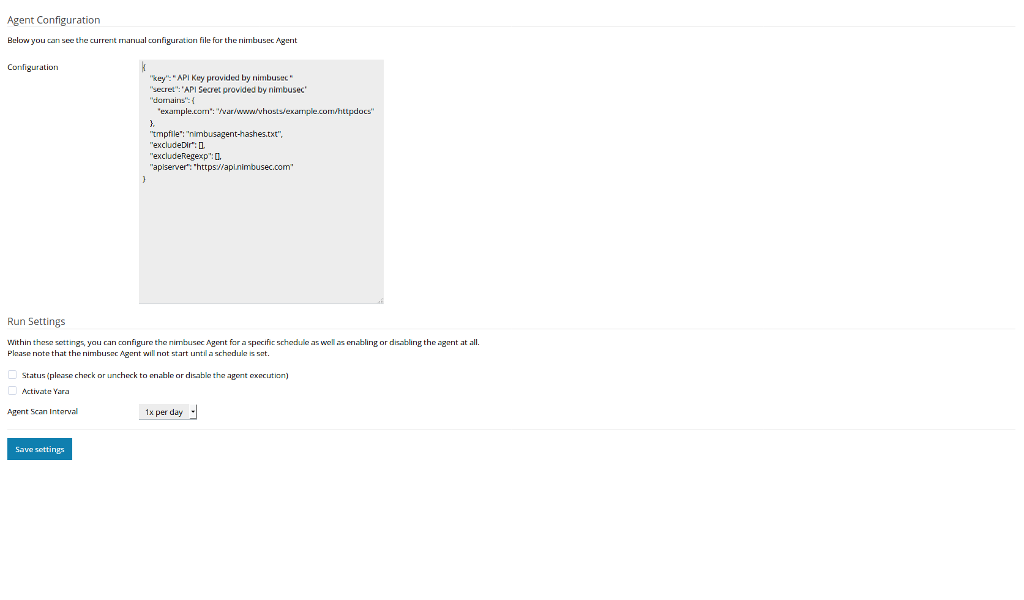 Agent Configuration
Below you can see the current manual configuration file for the nimbusec Agent
Configuration
{
"key": " API Key provided by nimbusec "
"secret": "API Secret provided by nimbusec"
"domains": {
"example.com": "/var/www/vhosts/example.com/httpdocs"
},
"tmpfile": "nimbusagent-hashes.txt",
"excludeDir": [],
"excludeRegexp": [],
"apiserver": "https://api.nimbusec.com"
}
Run Settings
Within these settings, you can configure the nimbusec Agent for a specific schedule as well as enabling or disabling the agent at all.
Please note that the nimbusec Agent will not start until a schedule is set.
Status (please check or uncheck to enable or disable the agent execution)
Activate Yara
Agent Scan Interval
1x per day
Save settings